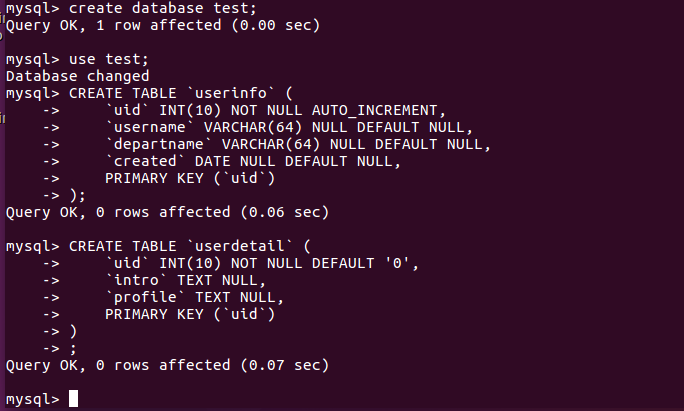 mysql> create database test;
Query OK, 1 row affected (0.00 sec)

mysql> use test;
Database changed
mysql> CREATE TABLE `userinfo` (
    ->     `uid` INT(10) NOT NULL AUTO_INCREMENT,
    ->     `username` VARCHAR(64) NULL DEFAULT NULL,
    ->     `departname` VARCHAR(64) NULL DEFAULT NULL,
    ->     `created` DATE NULL DEFAULT NULL,
    ->     PRIMARY KEY (`uid`)
    -> );
Query OK, 0 rows affected (0.06 sec)

mysql> CREATE TABLE `userdetail` (
    ->     `uid` INT(10) NOT NULL DEFAULT '0',
    ->     `intro` TEXT NULL,
    ->     `profile` TEXT NULL,
    ->     PRIMARY KEY (`uid`)
    -> )
    -> ;
Query OK, 0 rows affected (0.07 sec)

mysql>